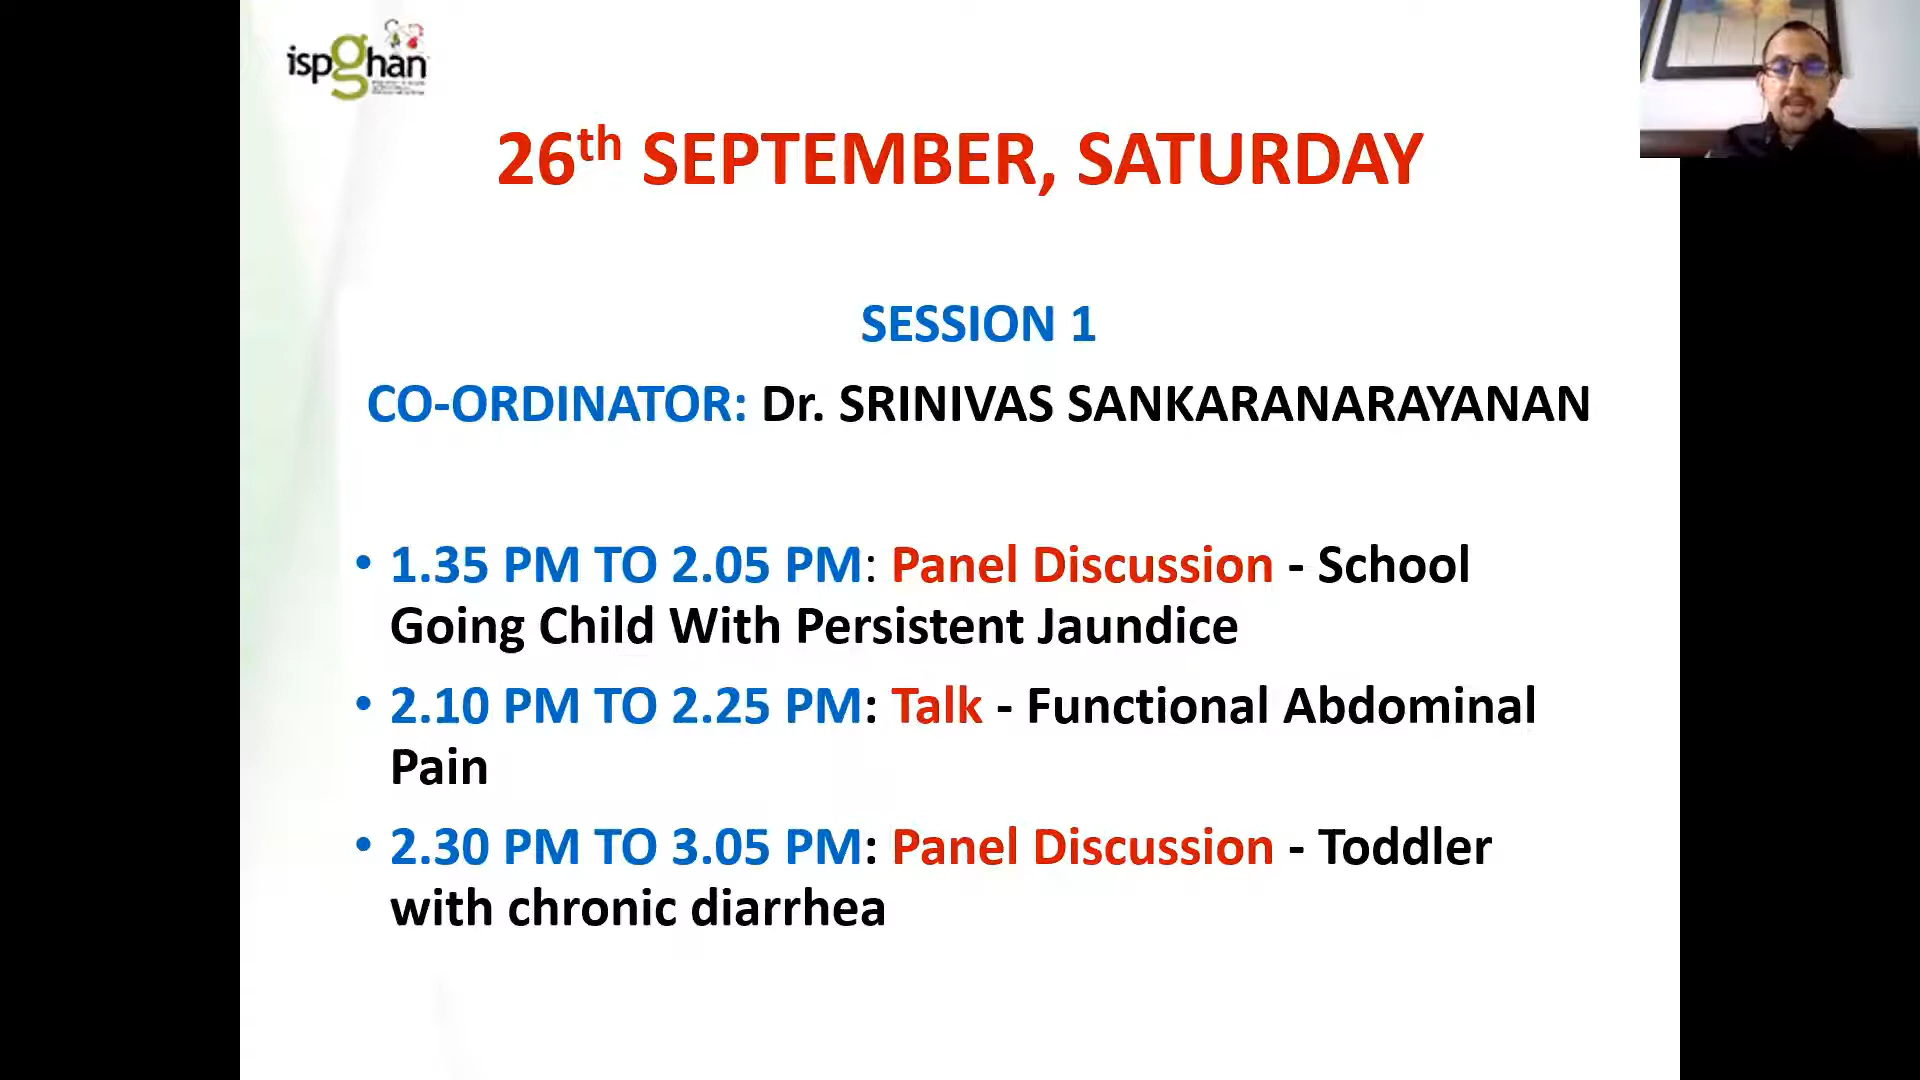 ispghan
26th SEPTEMBER, SATURDAY
SESSION 1
CO-ORDINATOR: Dr. SRINIVAS SANKARANARAYANAN
• 1.35 PM TO 2.05 PM: Panel Discussion - School
Going Child With Persistent Jaundice
• 2.10 PM TO 2.25 PM: Talk - Functional Abdominal
Pain
• 2.30 PM TO 3.05 PM: Panel Discussion - Toddler
with chronic diarrhea